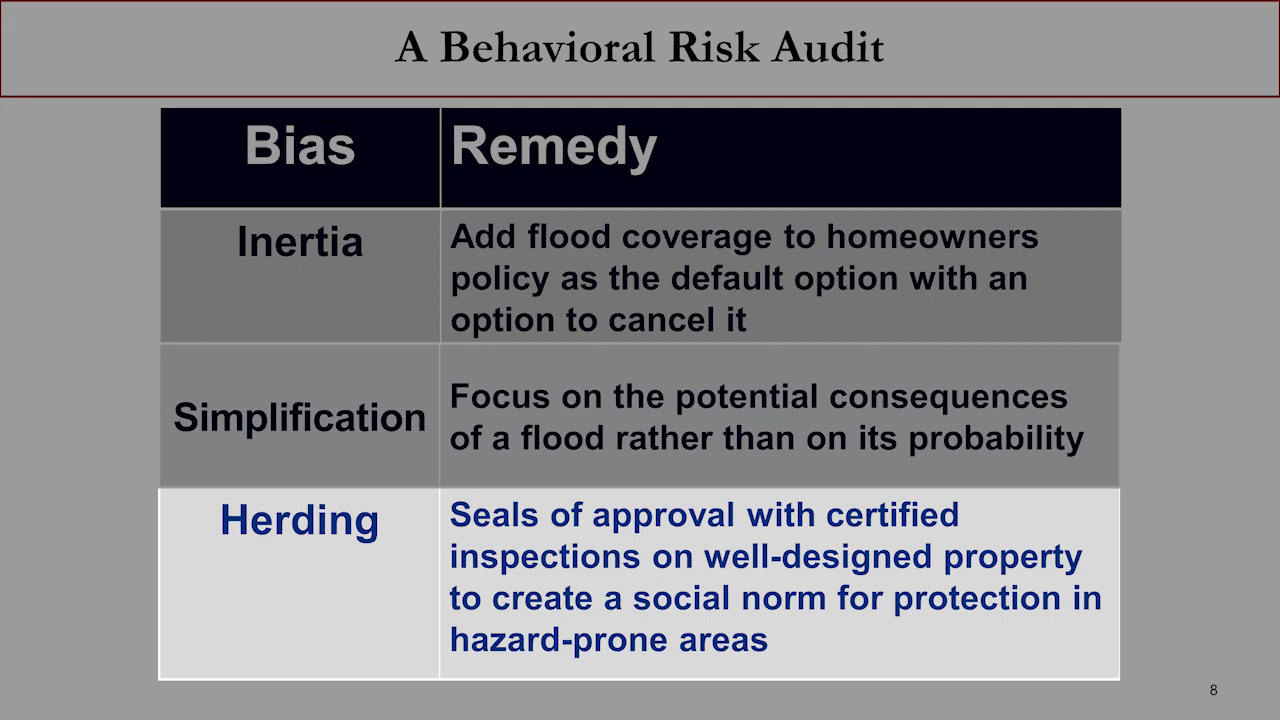 A Behavioral Risk Audit
Bias
Remedy
Inertia
Add flood coverage to homeowners
policy as the default option with an
option to cancel it
Simplification
Focus on the potential consequences
of a flood rather than on its probability
Herding
Seals of approval with certified
inspections on well-designed property
to create a social norm for protection in
hazard-prone areas
8